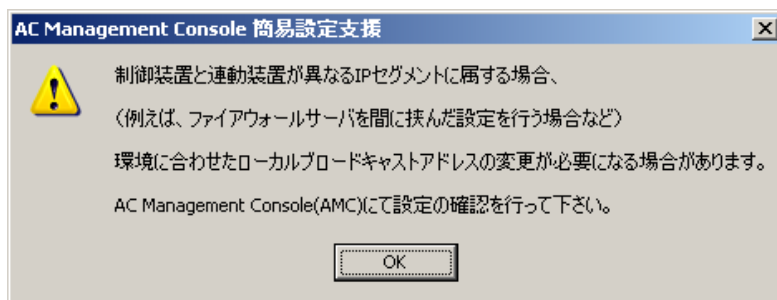 AC Management Console 簡易設定支援
制御装置と連動装置が異なるIPセグメントに属する場合、
（例えば、ファイアウォールサーバを間に挟んだ設定を行う場合など）
環境に合わせたローカルブロードキャストアドレスの変更が必要になる場合があります。
AC Management Console(AMC)にて設定の確認を行って下さい。
OK